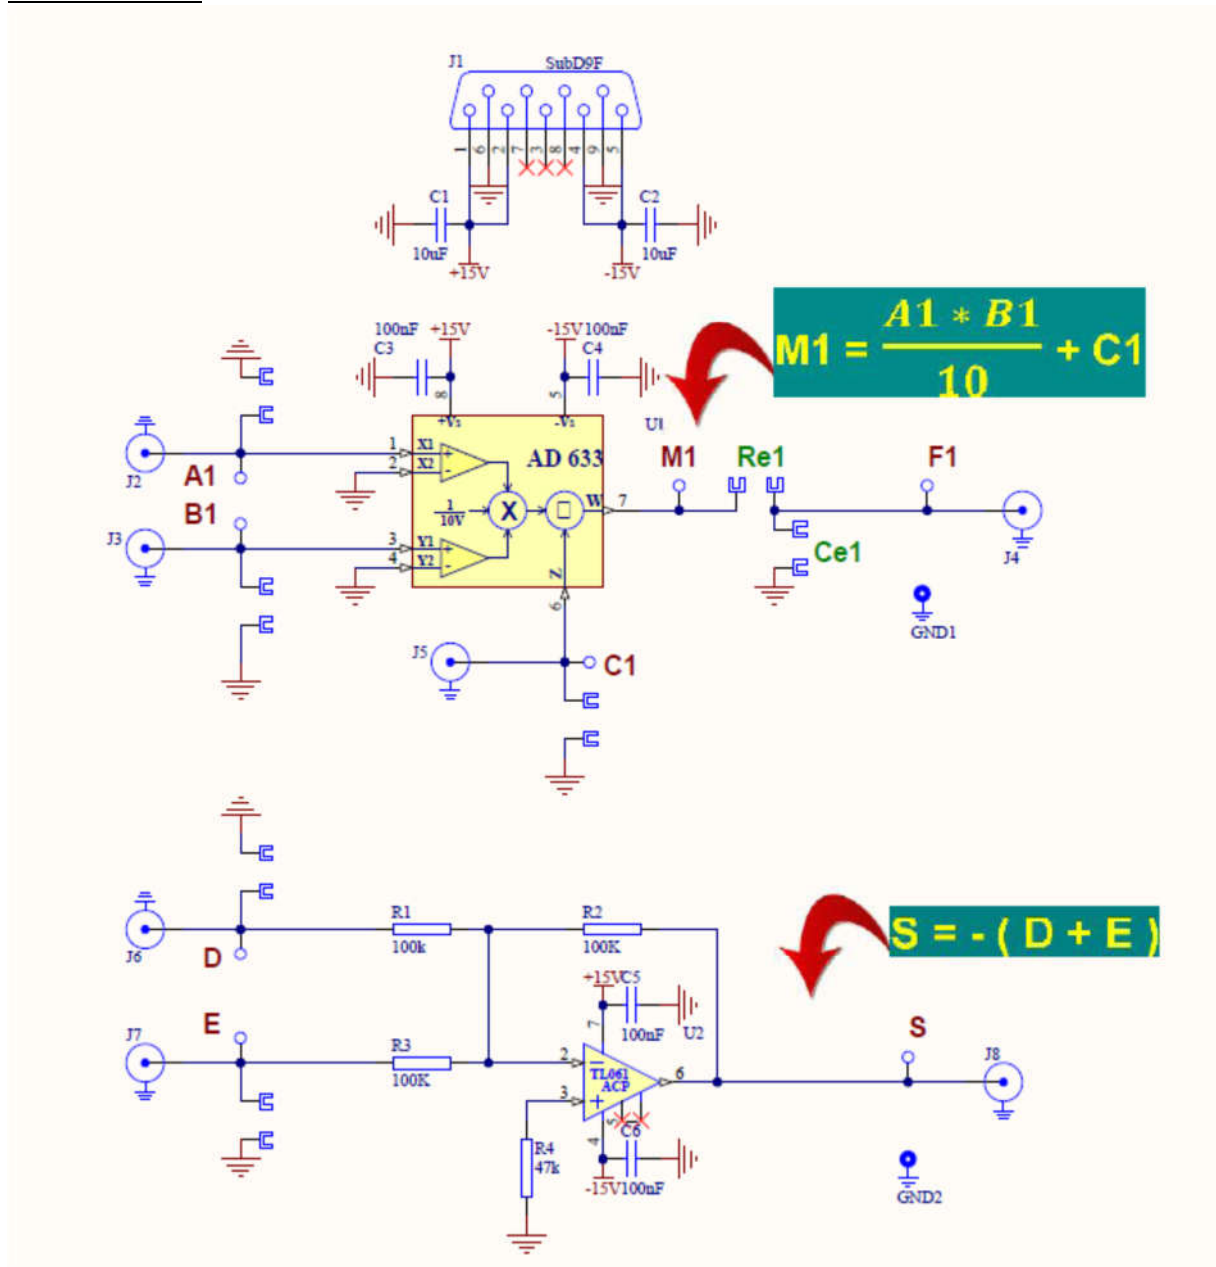 J1 SubD9F
1 6 2 7 3 8 4 9 5
C1 C2
10uF 10uF
+15V -15V
M1 = A1 * B1 / 10 + C1
100nF +15V -15V 100nF
C3 C4
8 5
+Vs -Vs
U1
J2 A1 1 X1 AD 633 M1 Re1 F1
2 X2
B1 1/10V X W 7
J3 3 Y1 Ce1 J4
4 Y2
Z
6
GND1
J5 C1
S = - ( D + E )
R1 R2
100k 100K
J6 D
+15V C5
E 7 100nF U2
J7 R3 S J8
100K 2 TL061 6
ACP
3 +
5
4 C6
R4
47k
-15V 100nF
GND2